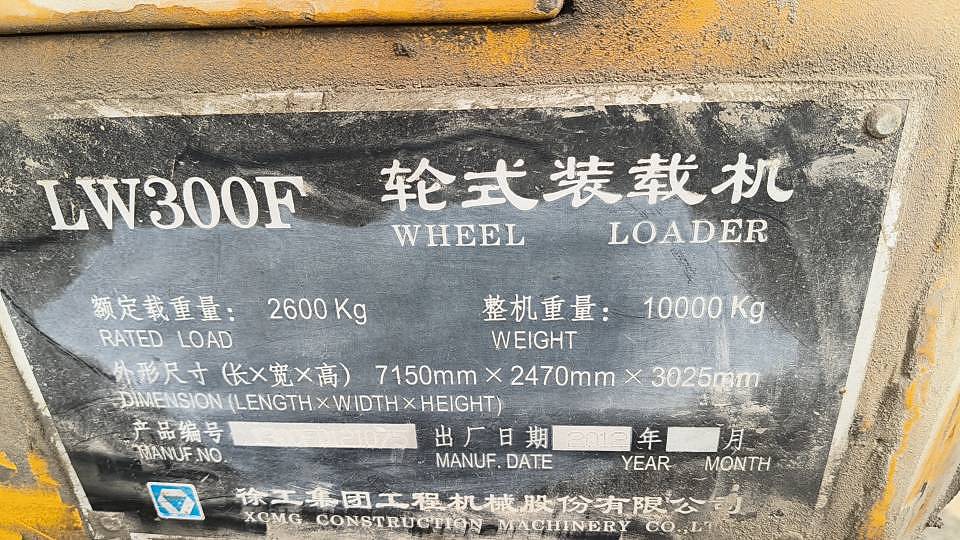 LW300F 轮式装载机
WHEEL LOADER
额定载重量: 2600 Kg 整机重量: 10000 Kg
RATED LOAD WEIGHT
外形尺寸 (长×宽×高) 7150mm × 2470mm × 3025mm
DIMENSION (LENGTH×WIDTH×HEIGHT)
产品编号 出厂日期 2012 年 月
MANUF.NO. MANUF. DATE YEAR MONTH
徐工集团工程机械股份有限公司
XCMG CONSTRUCTION MACHINERY CO.,